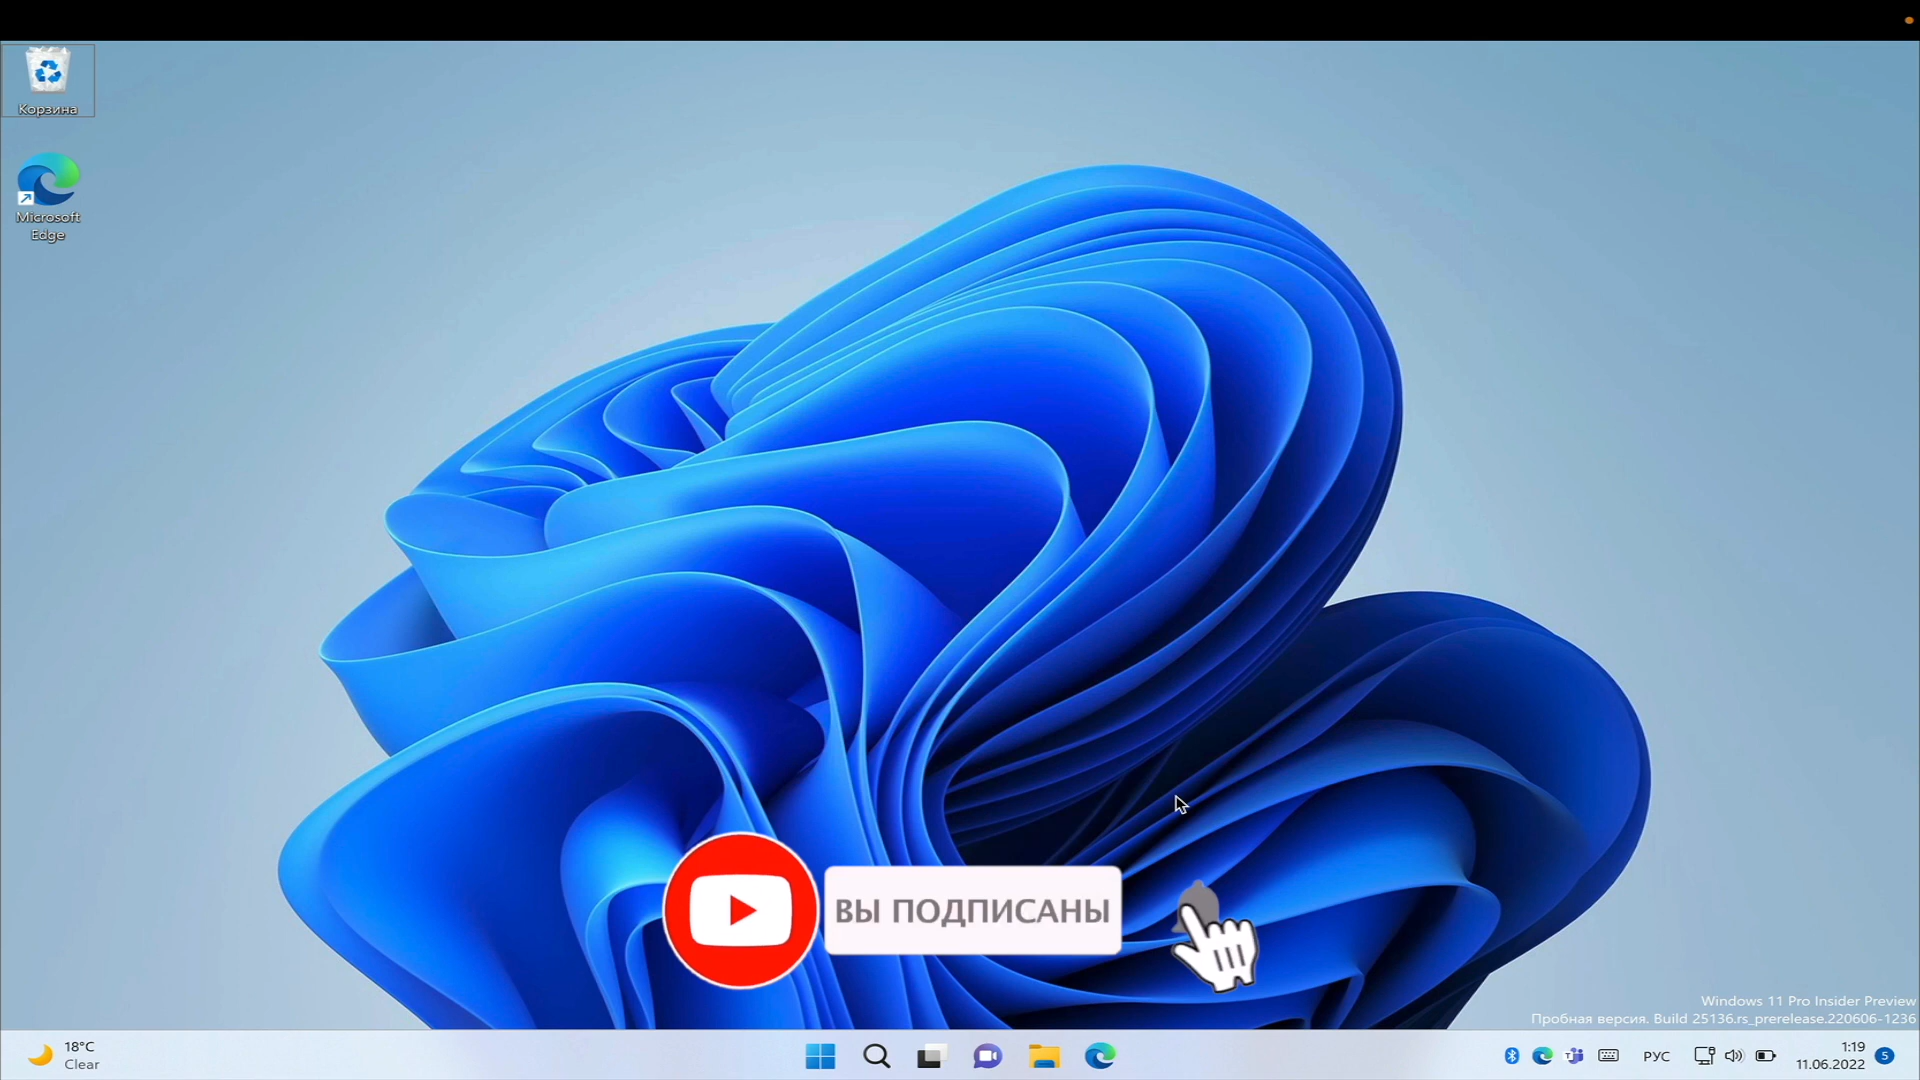 Корзина
Microsoft
Edge
ВЫ ПОДПИСАНЫ
Windows 11 Pro Insider Preview
Пробная версия. Build 25136.rs_prerelease.220606-1236
18°C
Clear
РУС
1:19
11.06.2022
5